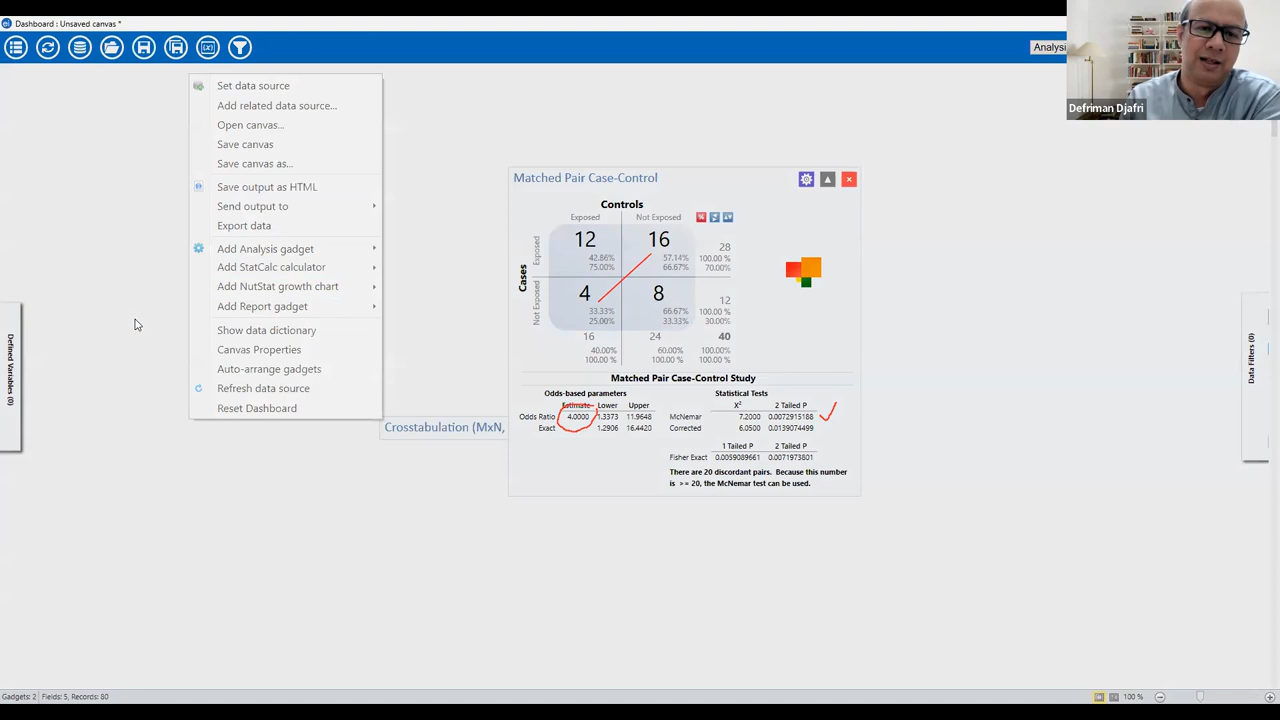 Dashboard : Unsaved canvas *
Analysi
Defriman Djafri
Set data source
Add related data source...
Open canvas...
Save canvas
Save canvas as...
Save output as HTML
Send output to
Export data
Add Analysis gadget
Add StatCalc calculator
Add NutStat growth chart
Add Report gadget
Show data dictionary
Canvas Properties
Auto-arrange gadgets
Refresh data source
Reset Dashboard
Defined Variables (0)
Data Filters (0)
Crosstabulation (MxN,
Matched Pair Case-Control
Controls
Exposed Not Exposed
Cases
Exposed
12 16 28
42.86% 57.14% 100.00 %
75.00% 66.67% 70.00%
Not Exposed
4 8 12
33.33% 66.67% 100.00 %
25.00% 33.33% 30.00%
16 24 40
40.00% 60.00% 100.00%
100.00 % 100.00 % 100.00 %
Matched Pair Case-Control Study
Odds-based parameters
Estimate Lower Upper
Odds Ratio 4.0000 1.3373 11.9648
Exact 1.2906 16.4420
Statistical Tests
X² 2 Tailed P
McNemar 7.2000 0.0072915188
Corrected 6.0500 0.0139074499
1 Tailed P 2 Tailed P
Fisher Exact 0.0059089661 0.0071973801
There are 20 discordant pairs. Because this number
is >= 20, the McNemar test can be used.
Gadgets: 2 Fields: 5, Records: 80
100 %